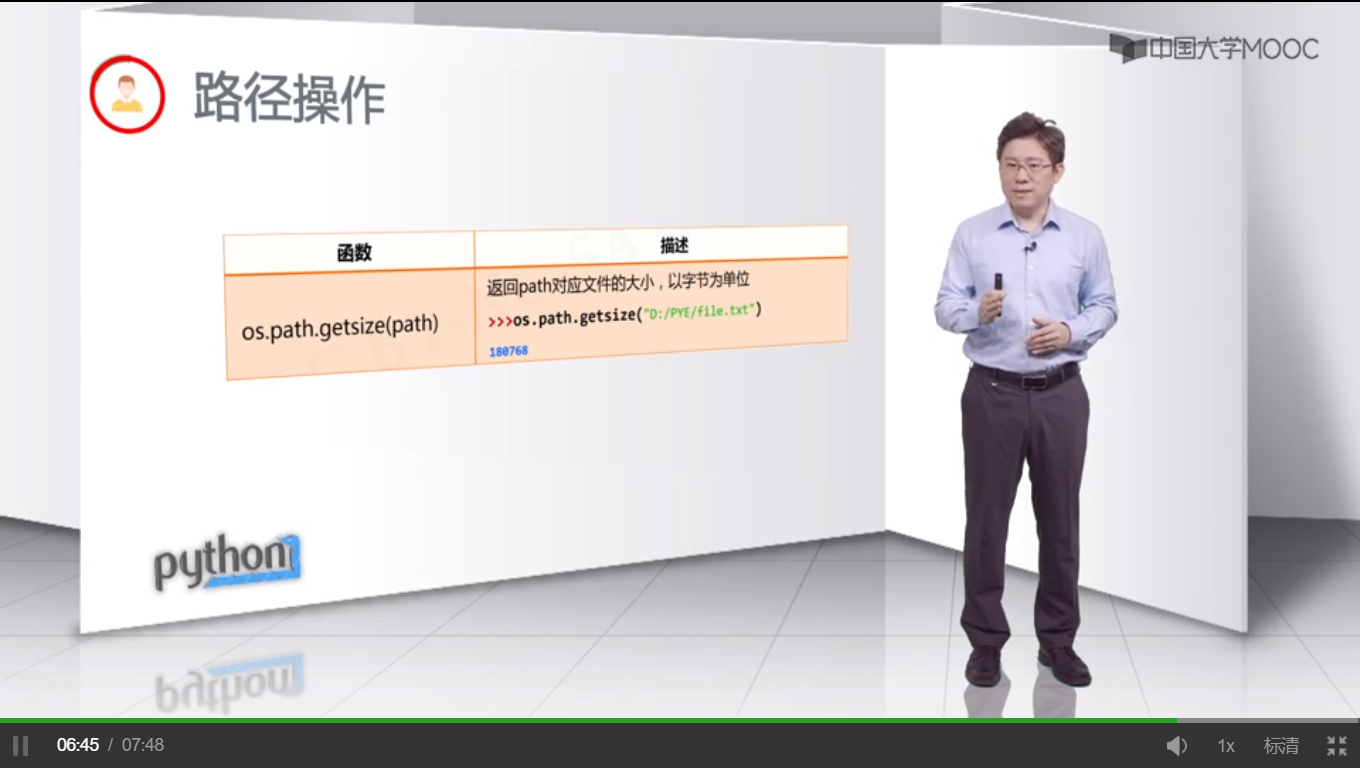 中国大学MOOC
路径操作
函数 描述
os.path.getsize(path) 返回path对应文件的大小，以字节为单位
>>>os.path.getsize("D:/PYE/file.txt")
180768
python
06:45 / 07:48 1x 标清